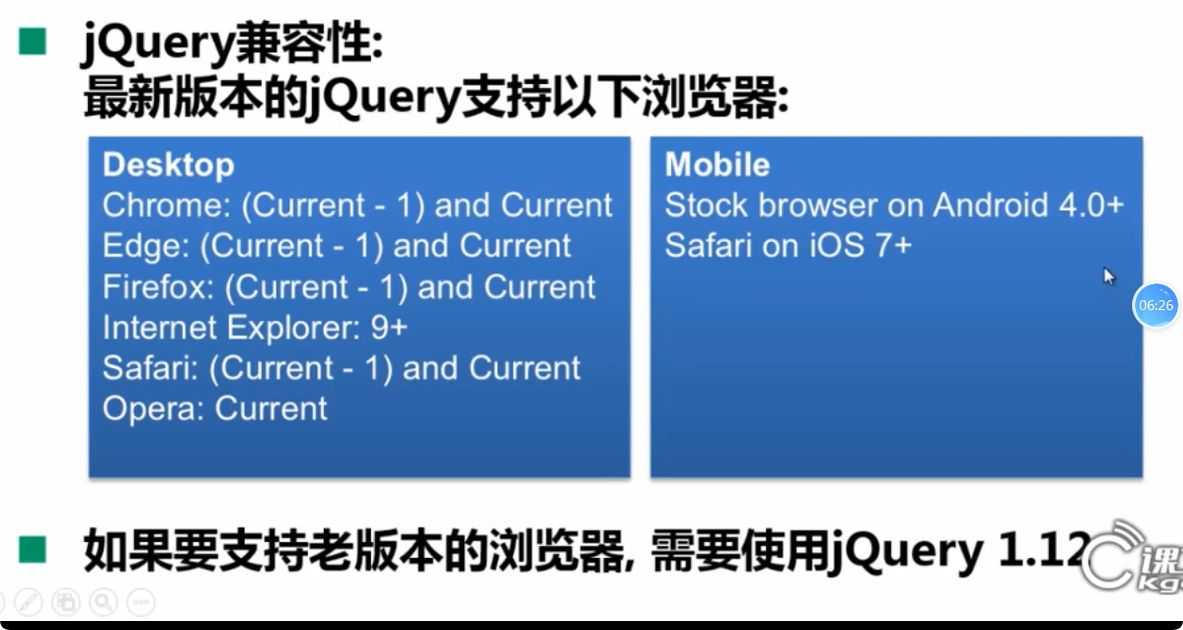 jQuery兼容性:
最新版本的jQuery支持以下浏览器:
Desktop
Chrome: (Current - 1) and Current
Edge: (Current - 1) and Current
Firefox: (Current - 1) and Current
Internet Explorer: 9+
Safari: (Current - 1) and Current
Opera: Current
Mobile
Stock browser on Android 4.0+
Safari on iOS 7+
06:26
如果要支持老版本的浏览器, 需要使用jQuery 1.12
课
kg